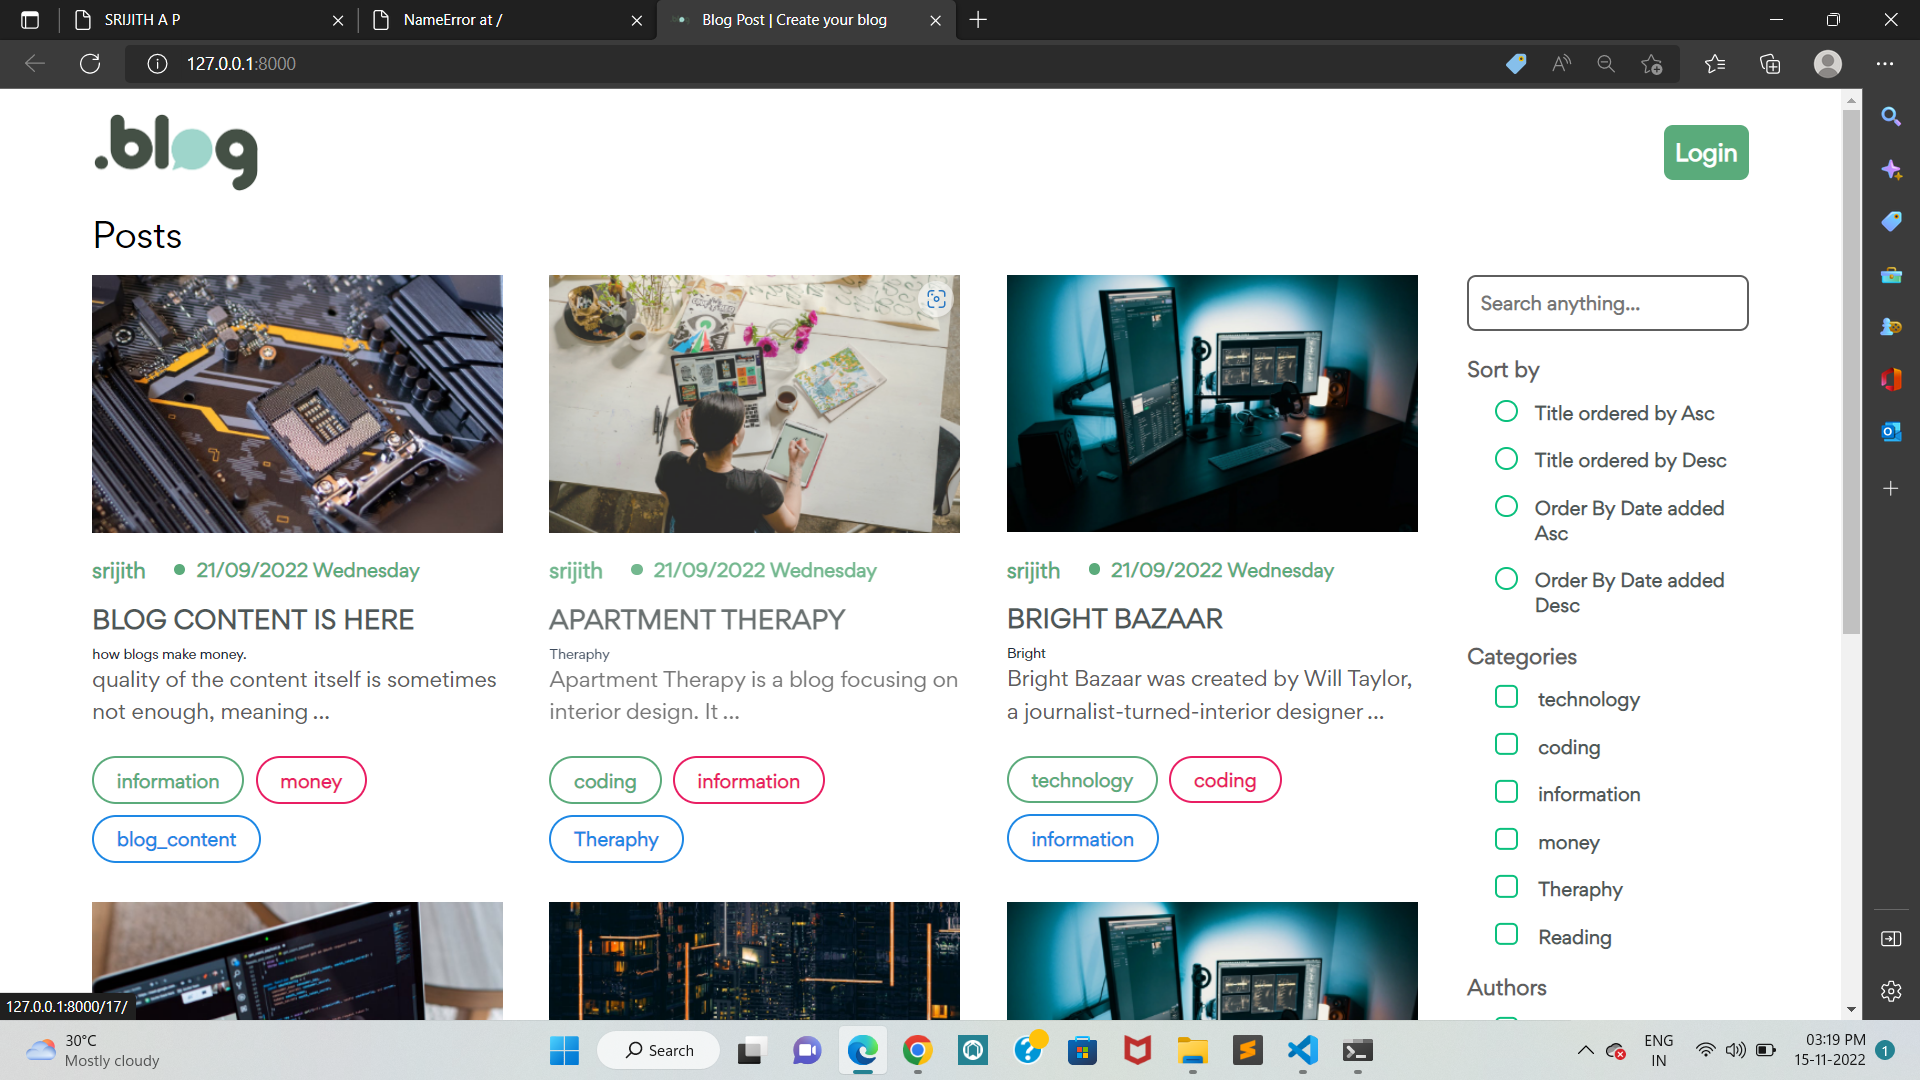 SRIJITH A P
NameError at /
Blog Post | Create your blog
127.0.0.1:8000
.blog
Login
Posts
Search anything...
Sort by
Title ordered by Asc
Title ordered by Desc
Order By Date added
Asc
Order By Date added
Desc
Categories
technology
coding
information
money
Theraphy
Reading
Authors
srijith 21/09/2022 Wednesday
BLOG CONTENT IS HERE
how blogs make money.
quality of the content itself is sometimes
not enough, meaning ...
information money
blog_content
srijith 21/09/2022 Wednesday
APARTMENT THERAPY
Theraphy
Apartment Therapy is a blog focusing on
interior design. It ...
coding information
Theraphy
srijith 21/09/2022 Wednesday
BRIGHT BAZAAR
Bright
Bright Bazaar was created by Will Taylor,
a journalist-turned-interior designer ...
technology coding
information
127.0.0.1:8000/17/
30°C
Mostly cloudy
Search
ENG
IN
03:19 PM
15-11-2022
1